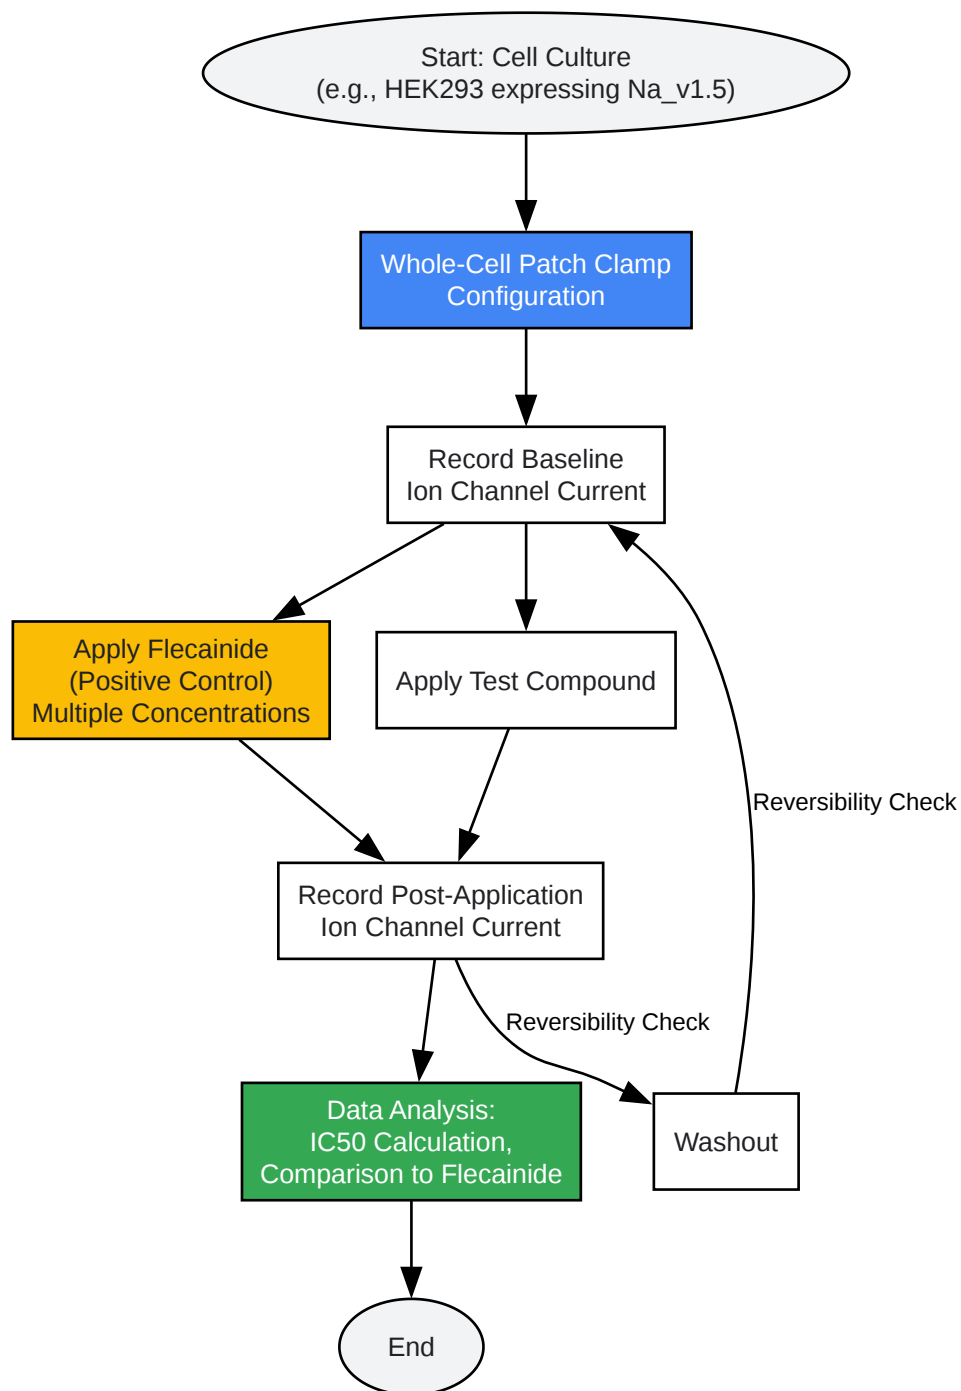 Start: Cell Culture
(e.g., HEK293 expressing Na_v1.5)
Whole-Cell Patch Clamp
Configuration
Record Baseline
Ion Channel Current
Apply Flecainide
(Positive Control)
Multiple Concentrations
Apply Test Compound
Reversibility Check
Record Post-Application
Ion Channel Current
Reversibility Check
Data Analysis:
IC50 Calculation,
Comparison to Flecainide
Washout
End